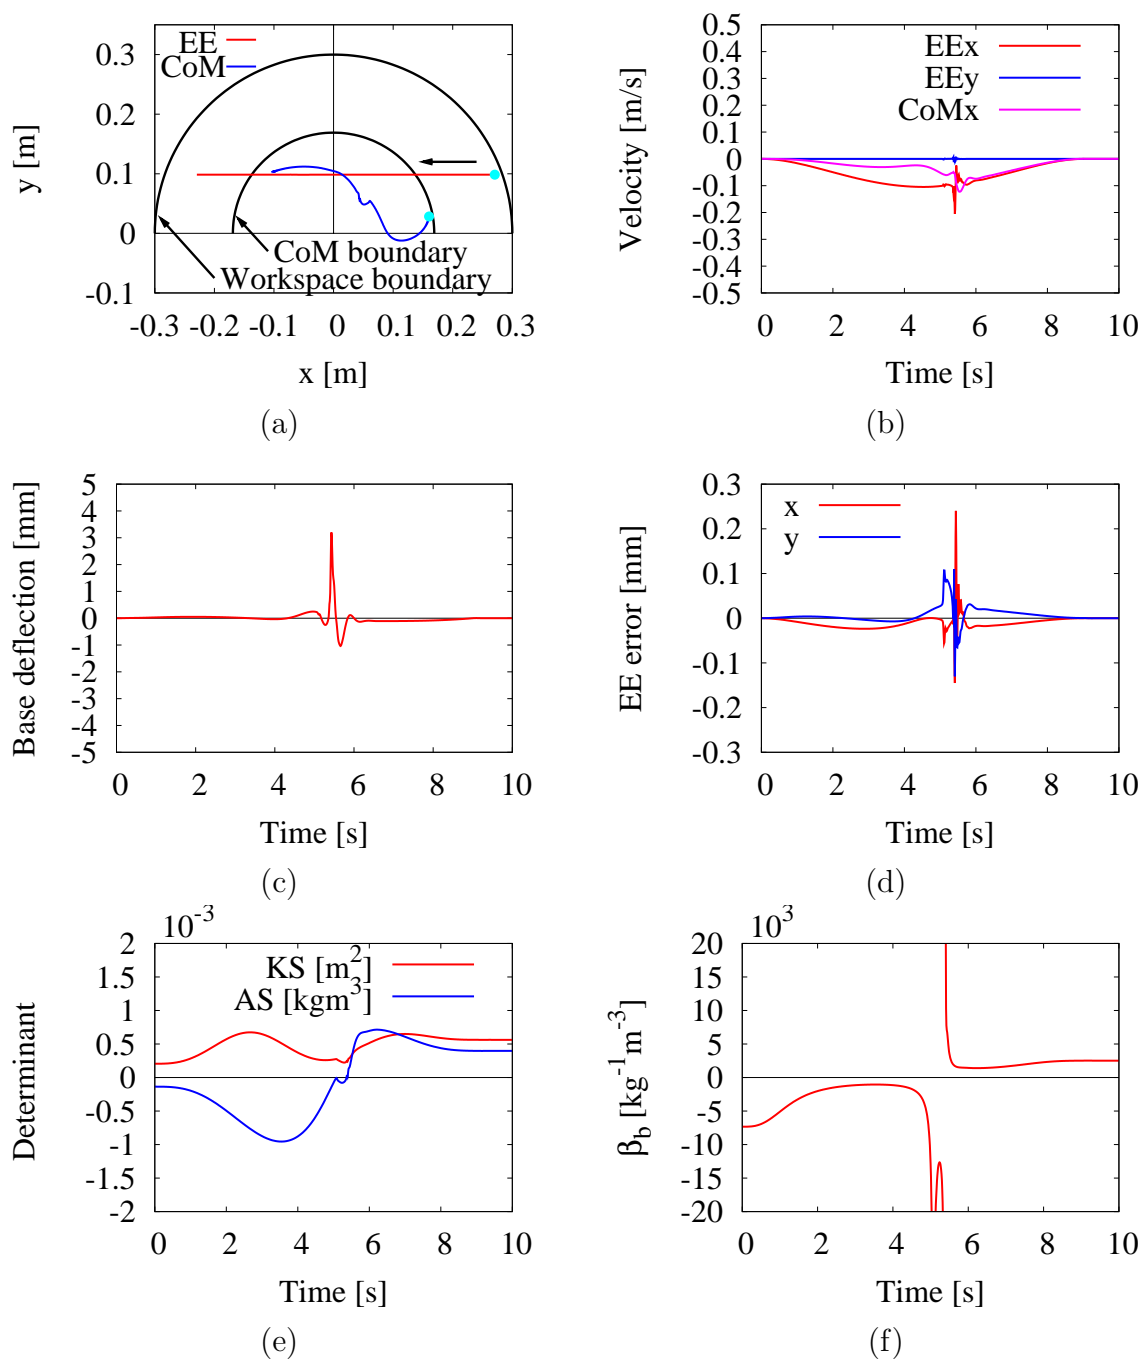 EE
CoM
CoM boundary
Workspace boundary
0.3
0.2
0.1
0
-0.1
y [m]
-0.3 -0.2 -0.1 0 0.1 0.2 0.3
x [m]
(a)
EEx
EEy
CoMx
0.5
0.4
0.3
0.2
0.1
0
-0.1
-0.2
-0.3
-0.4
-0.5
Velocity [m/s]
0 2 4 6 8 10
Time [s]
(b)
5
4
3
2
1
0
-1
-2
-3
-4
-5
Base deflection [mm]
0 2 4 6 8 10
Time [s]
(c)
x
y
0.3
0.2
0.1
0
-0.1
-0.2
-0.3
EE error [mm]
0 2 4 6 8 10
Time [s]
(d)
10⁻³
KS [m²]
AS [kgm³]
2
1.5
1
0.5
0
-0.5
-1
-1.5
-2
Determinant
0 2 4 6 8 10
Time [s]
(e)
10³
20
15
10
5
0
-5
-10
-15
-20
β_b [kg⁻¹m⁻³]
0 2 4 6 8 10
Time [s]
(f)